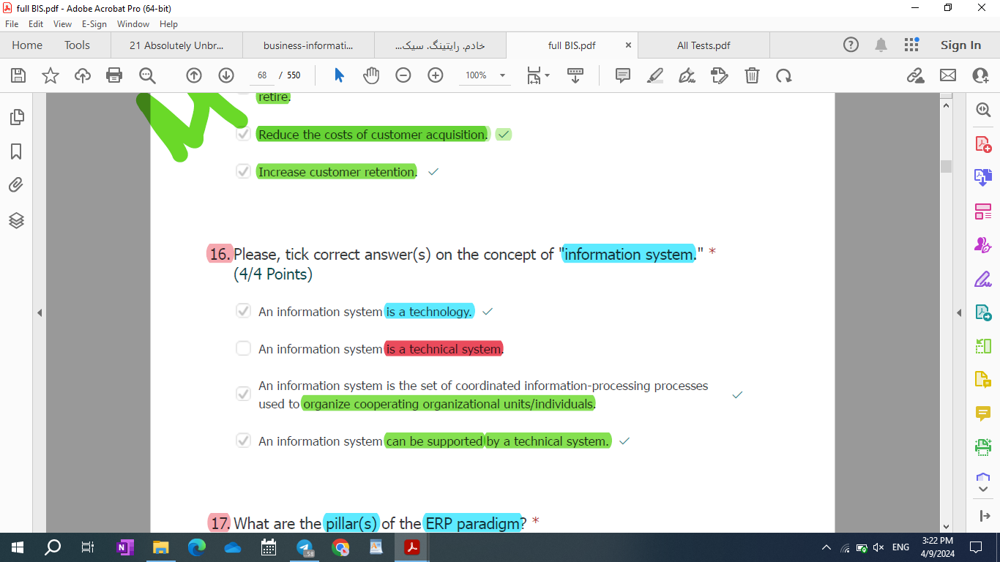 full BIS.pdf - Adobe Acrobat Pro (64-bit)
File Edit View E-Sign Window Help
Home Tools 21 Absolutely Unbr... business-informati... خادم. رایتینگ. سیک... full BIS.pdf × All Tests.pdf Sign In
68 / 550 100%
retire.
Reduce the costs of customer acquisition.
Increase customer retention.
16. Please, tick correct answer(s) on the concept of "information system." *
(4/4 Points)
An information system is a technology.
An information system is a technical system.
An information system is the set of coordinated information-processing processes
used to organize cooperating organizational units/individuals.
An information system can be supported by a technical system.
17. What are the pillar(s) of the ERP paradigm? *
58
ENG
3:22 PM
4/9/2024